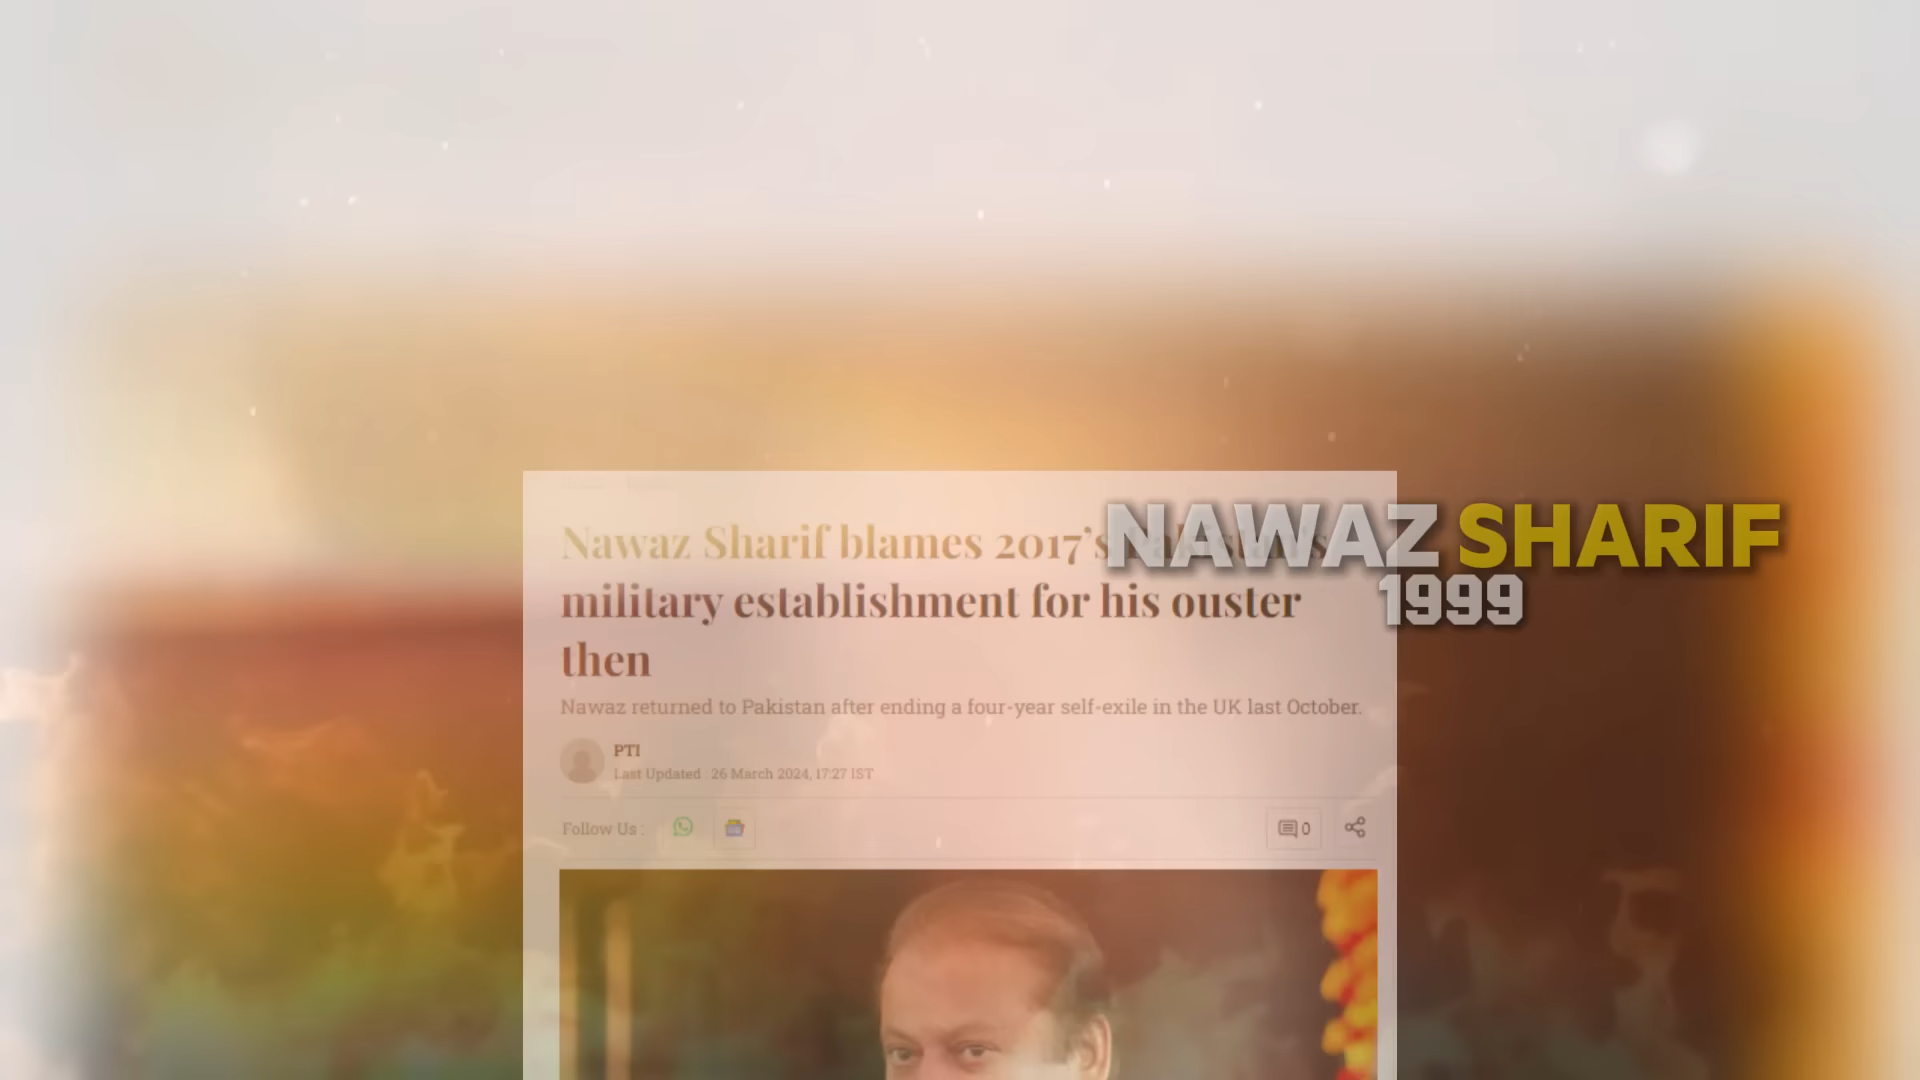 Nawaz Sharif blames 2017's Pakistan's
military establishment for his ouster
then
Nawaz returned to Pakistan after ending a four-year self-exile in the UK last October.
PTI
Last Updated : 26 March 2024, 17:27 IST
Follow Us :
0
NAWAZ SHARIF
1999